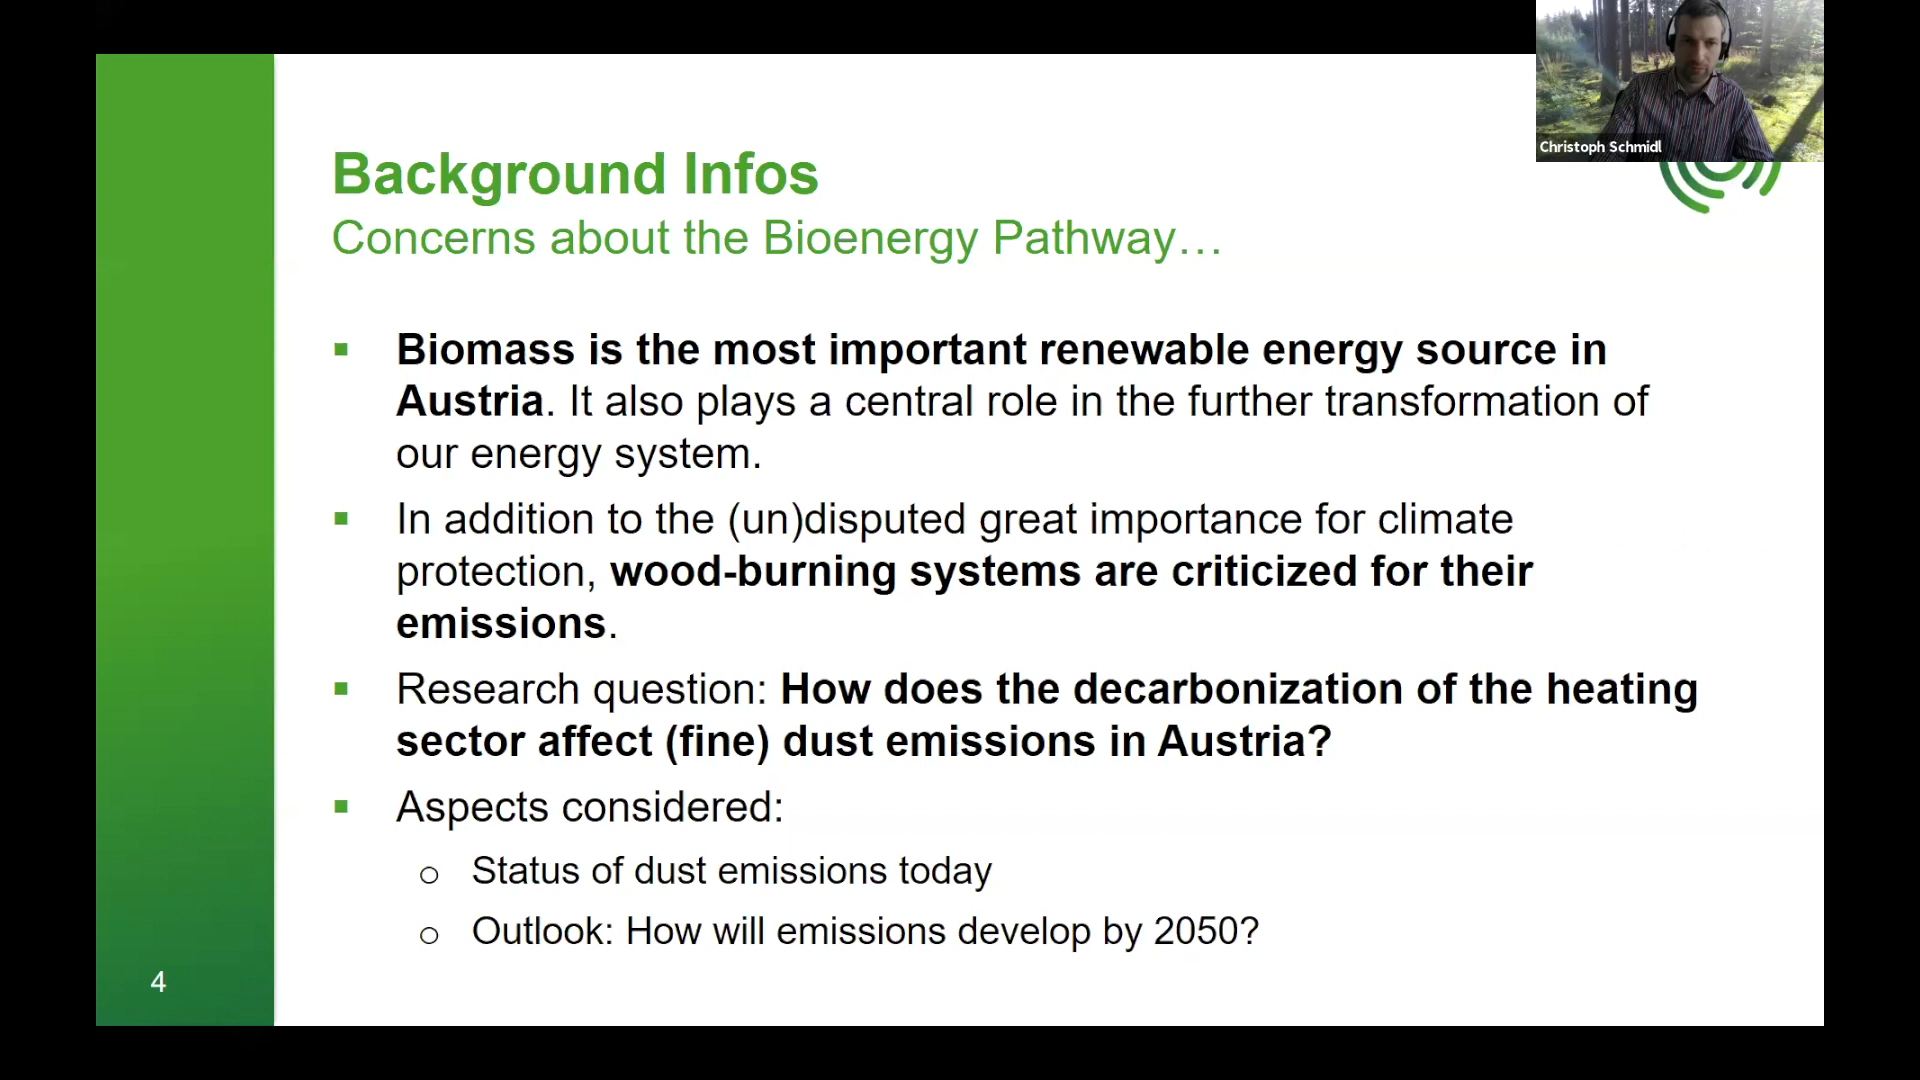 Christoph Schmidl
Background Infos
Concerns about the Bioenergy Pathway…
▪ Biomass is the most important renewable energy source in
Austria. It also plays a central role in the further transformation of
our energy system.
▪ In addition to the (un)disputed great importance for climate
protection, wood-burning systems are criticized for their
emissions.
▪ Research question: How does the decarbonization of the heating
sector affect (fine) dust emissions in Austria?
▪ Aspects considered:
o Status of dust emissions today
o Outlook: How will emissions develop by 2050?
4